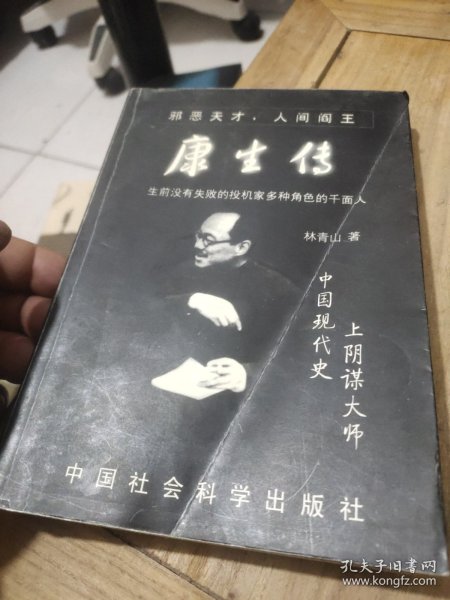 邪恶天才，人间阎王
康生传
生前没有失败的投机家多种角色的千面人
林青山 著
中国现代史
上阴谋大师
中国社会科学出版社
孔夫子旧书网
www.kongfz.com